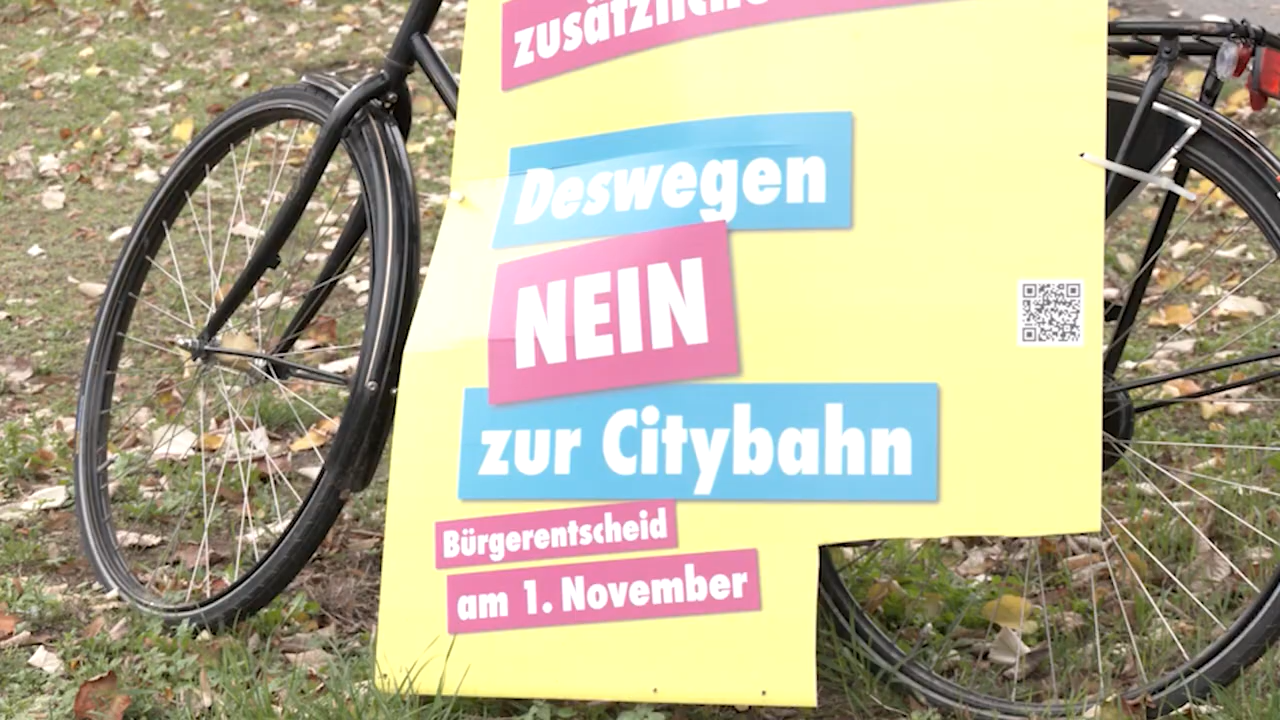 Deswegen
NEIN
zur Citybahn
Bürgerentscheid
am 1. November